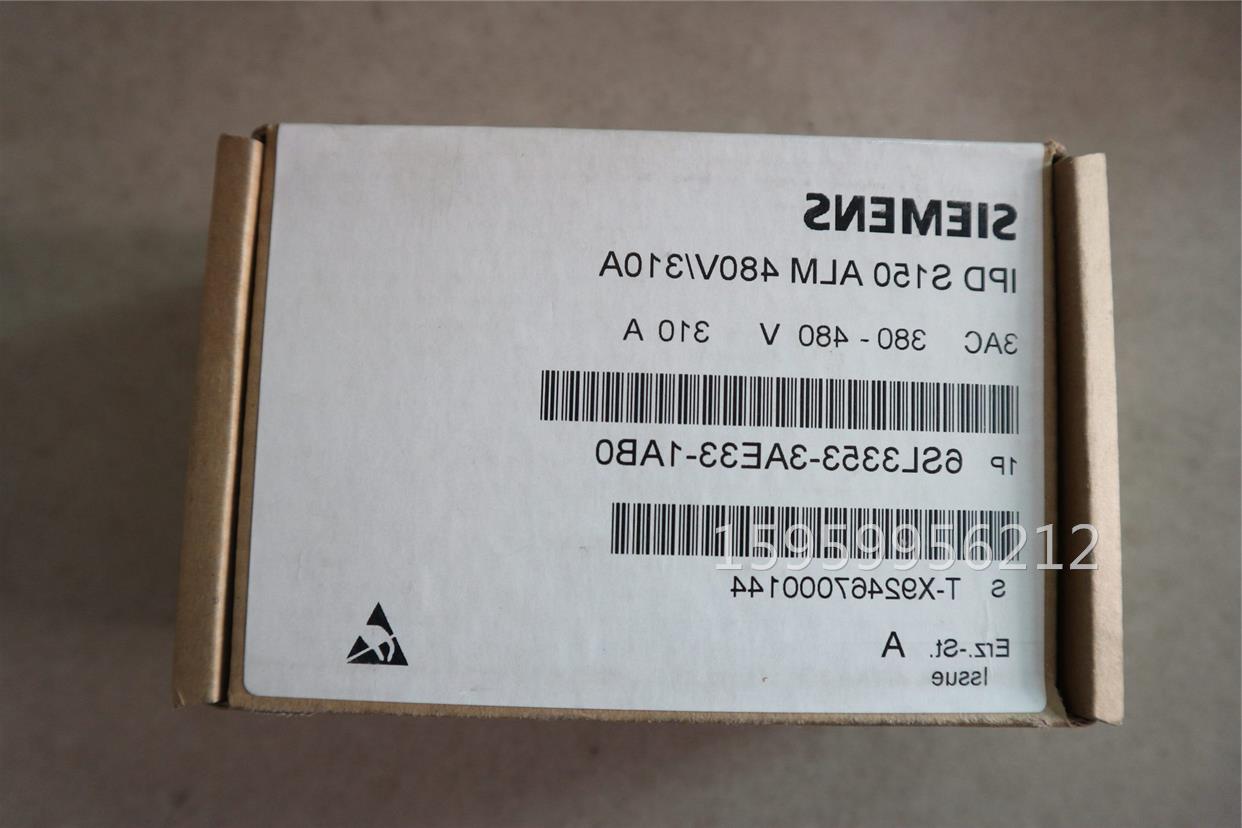 SIEMENS
IPD S150 ALM 480V/310A
3AC 380 - 480 V 310 A
1P 6SL3353-3AE33-1AB0
15959956212
S T-X92467000144
Erz.-St. A
Issue